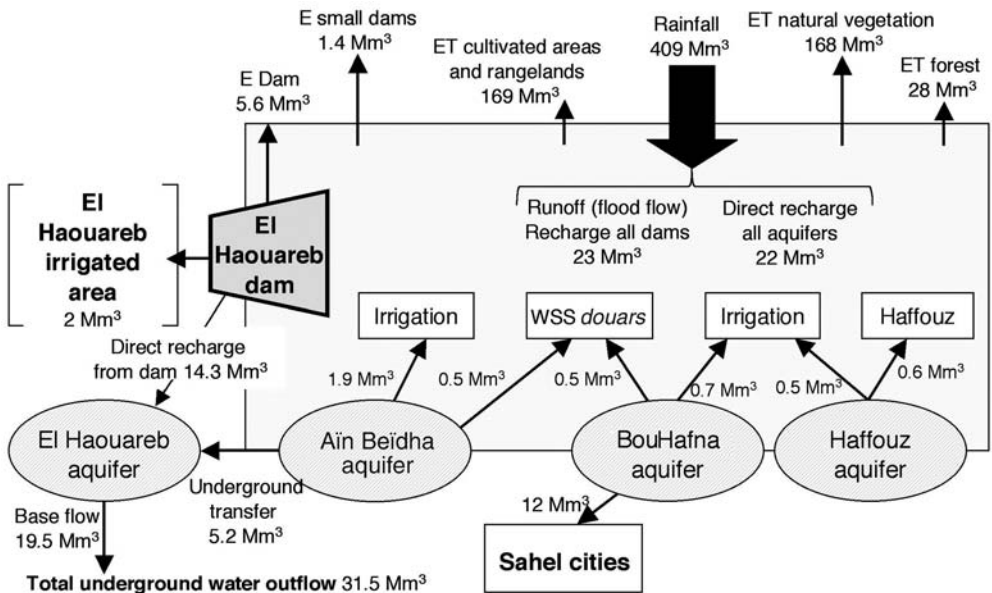 E small dams
1.4 Mm³
E Dam
5.6 Mm³
ET cultivated areas
and rangelands
169 Mm³
Rainfall
409 Mm³
ET natural vegetation
168 Mm³
ET forest
28 Mm³
El
Haouareb
irrigated
area
2 Mm³
El
Haouareb
dam
Runoff (flood flow)
Recharge all dams
23 Mm³
Direct recharge
all aquifers
22 Mm³
Irrigation
WSS douars
Irrigation
Haffouz
Direct recharge
from dam 14.3 Mm³
1.9 Mm³
0.5 Mm³
0.5 Mm³
0.7 Mm³
0.5 Mm³
0.6 Mm³
El Haouareb
aquifer
Aïn Beïdha
aquifer
BouHafna
aquifer
Haffouz
aquifer
Underground
transfer
5.2 Mm³
Base flow
19.5 Mm³
12 Mm³
Sahel cities
Total underground water outflow 31.5 Mm³